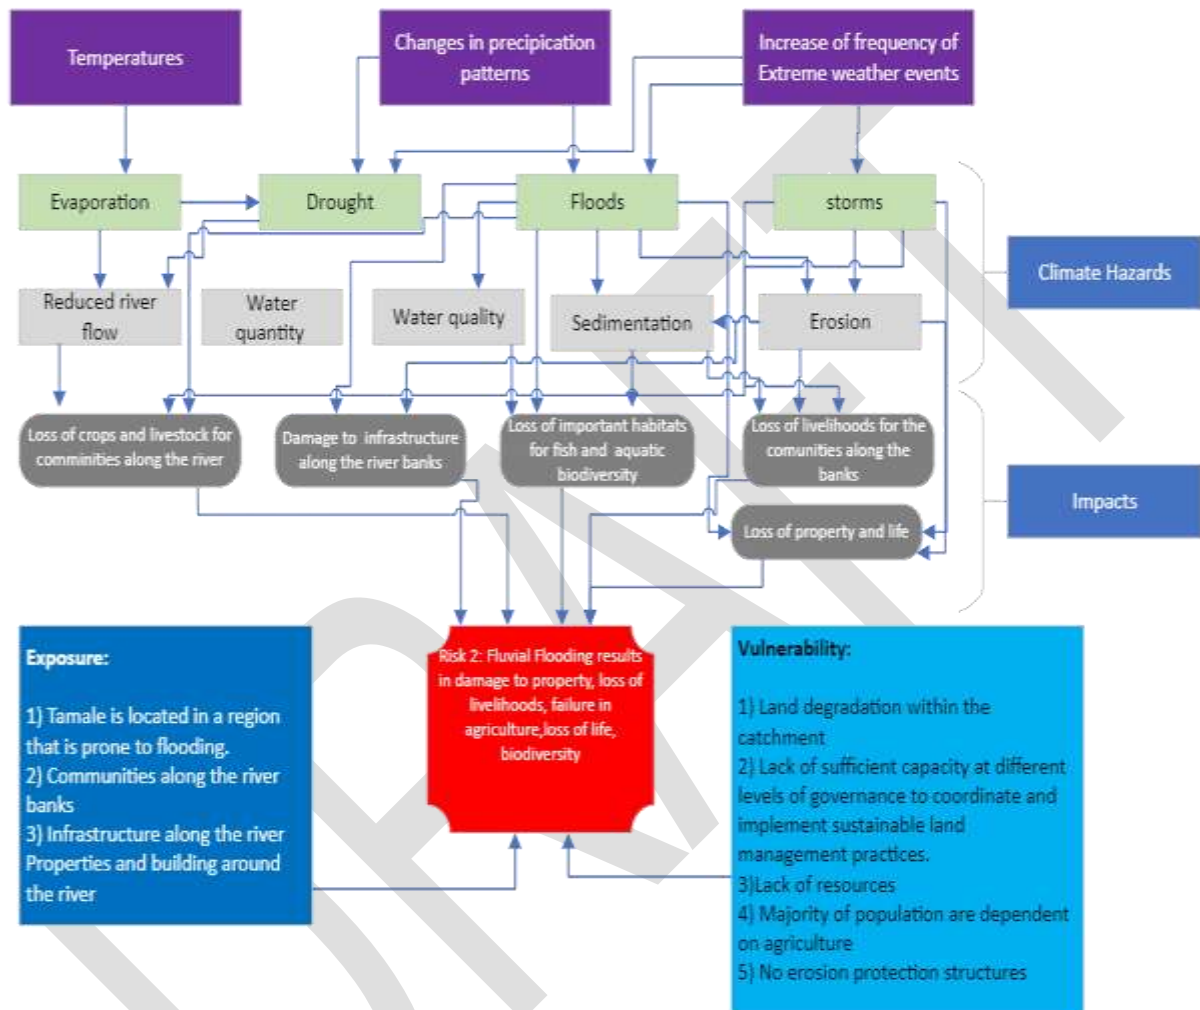 Temperatures
Changes in precipication
patterns
Increase of frequency of
Extreme weather events
Evaporation
Drought
Floods
storms
Climate Hazards
Reduced river
flow
Water
quantity
Water quality
Sedimentation
Erosion
Loss of crops and livestock for
comminities along the river
Damage to infrastructure
along the river banks
Loss of important habitats
for fish and aquatic
biodiversity
Loss of livelihoods for the
comunities along the
banks
Impacts
Loss of property and life
Exposure:
1) Tamale is located in a region
that is prone to flooding.
2) Communities along the river
banks
3) Infrastructure along the river
Properties and building around
the river
Risk 2: Fluvial Flooding results
in damage to property, loss of
livelihoods, failure in
agriculture,loss of life,
biodiversity
Vulnerability:
1) Land degradation within the
catchment
2) Lack of sufficient capacity at different
levels of governance to coordinate and
implement sustainable land
management practices.
3)Lack of resources
4) Majority of population are dependent
on agriculture
5) No erosion protection structures
DRAFT